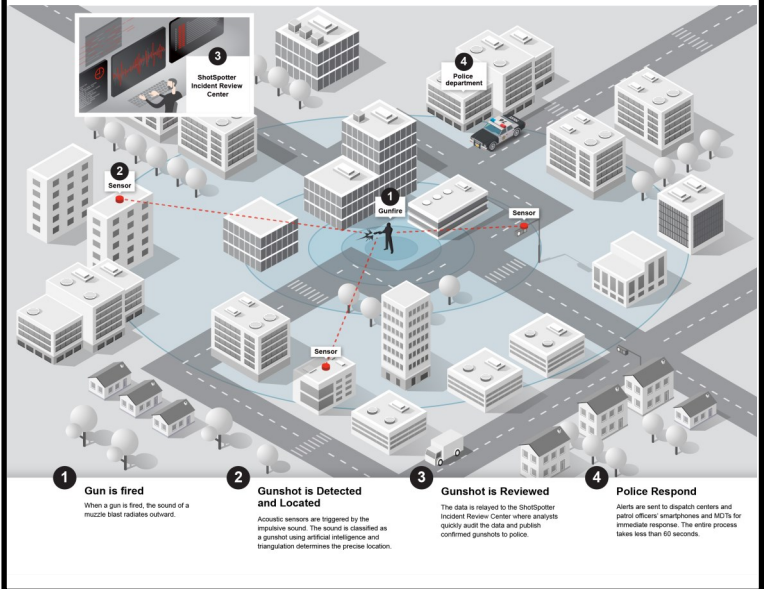 3
ShotSpotter
Incident Review
Center
4
Police
department
2
Sensor
1
Gunfire
Sensor
Sensor
1
Gun is fired
When a gun is fired, the sound of a
muzzle blast radiates outward.
2
Gunshot is Detected
and Located
Acoustic sensors are triggered by the
impulsive sound. The sound is classified as
a gunshot using artificial intelligence and
triangulation determines the precise location.
3
Gunshot is Reviewed
The data is relayed to the ShotSpotter
Incident Review Center where analysts
quickly audit the data and publish
confirmed gunshots to police.
4
Police Respond
Alerts are sent to dispatch centers and
patrol officers' smartphones and MDTs for
immediate response. The entire process
takes less than 60 seconds.